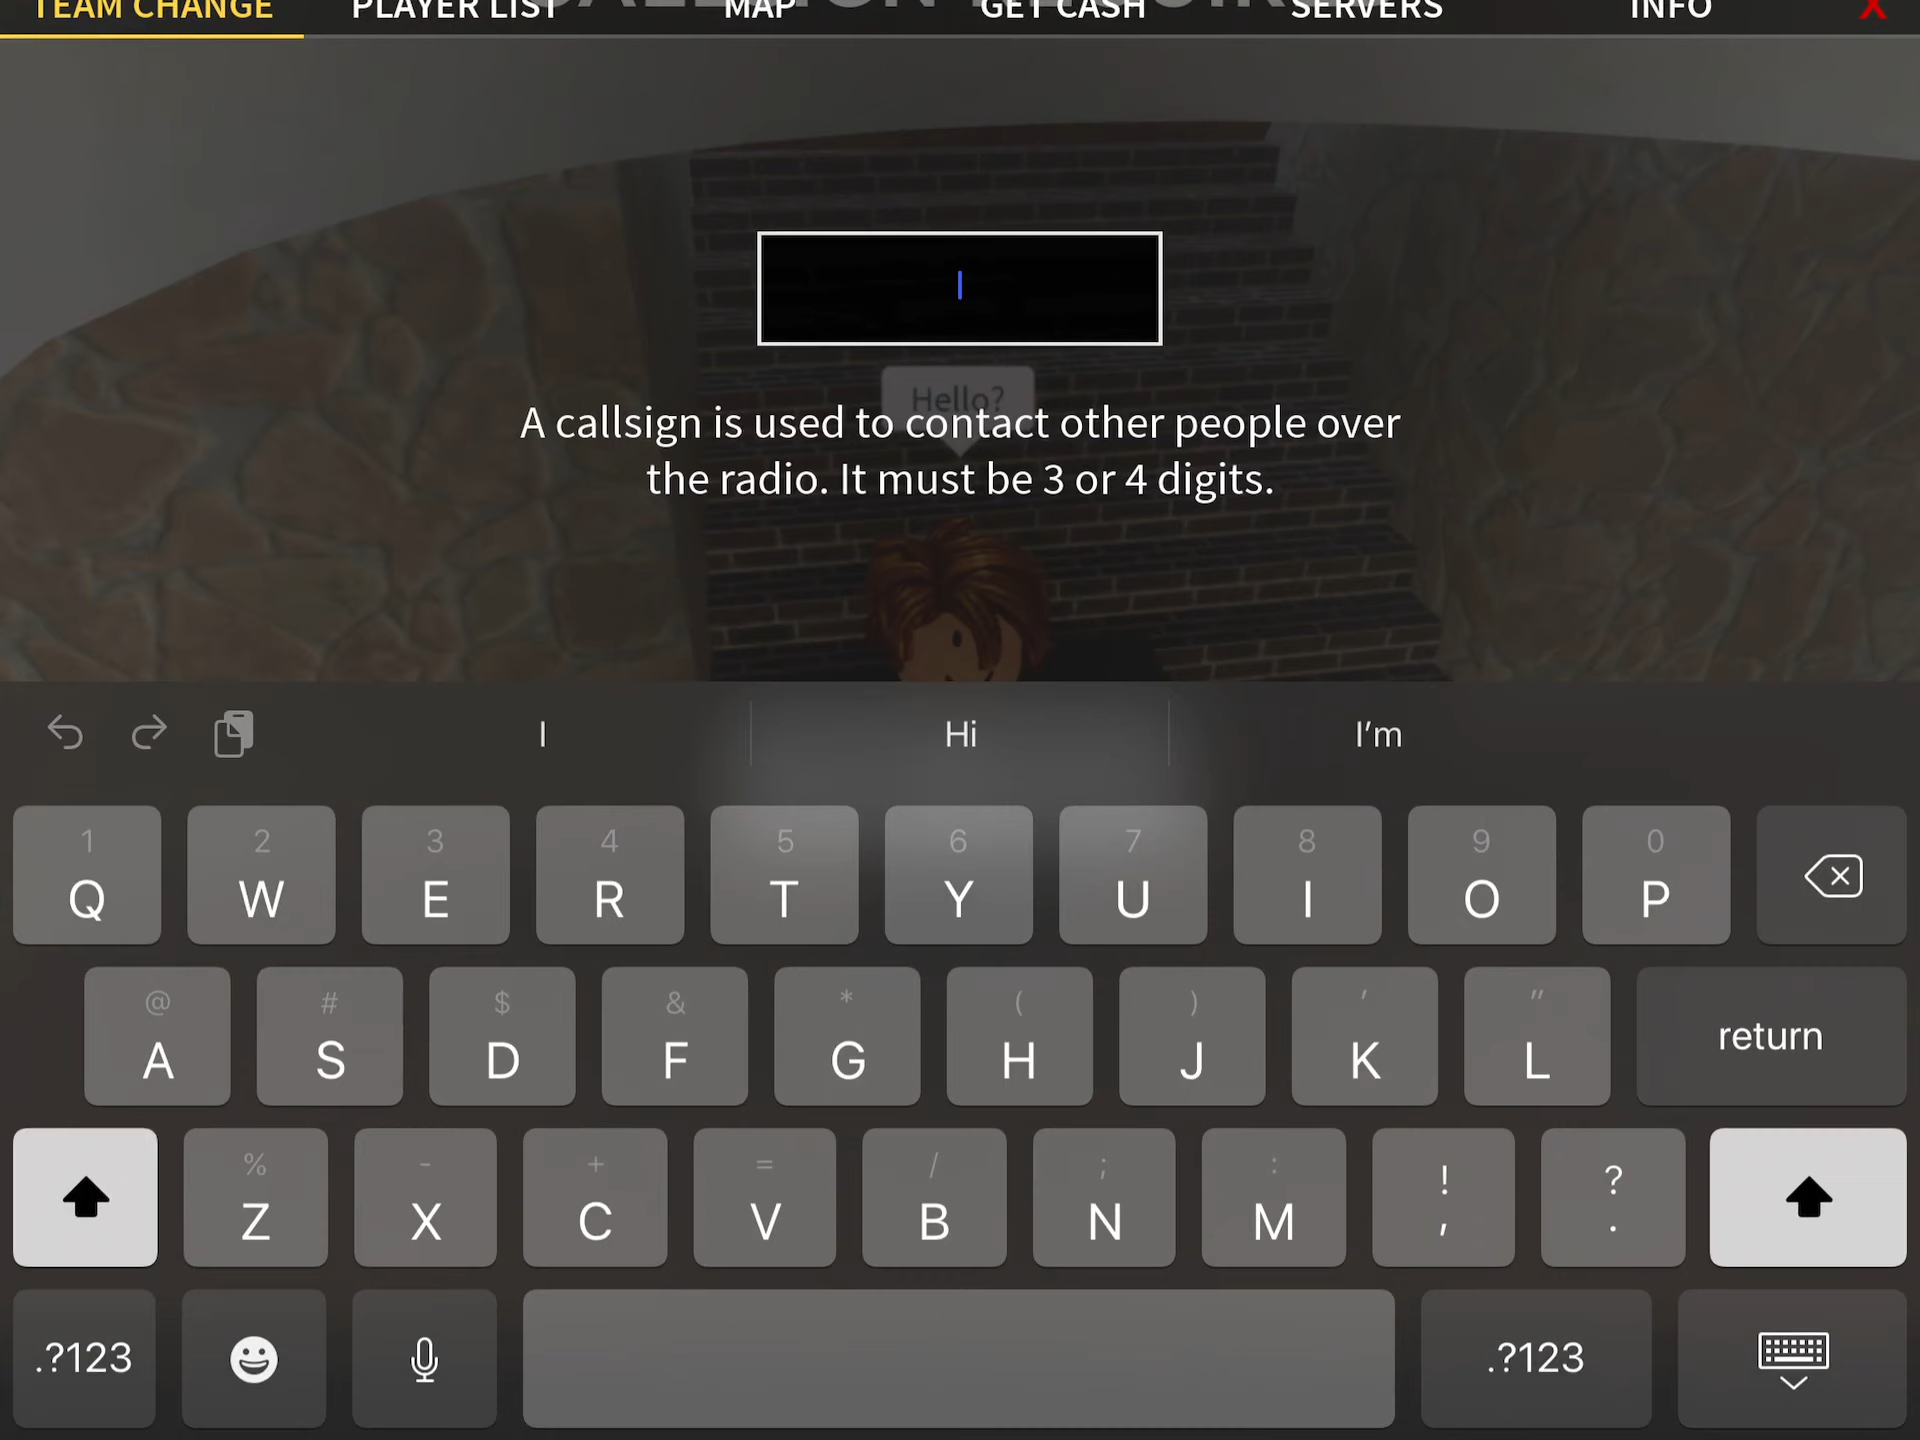 TEAM CHANGE PLAYER LIST MAP GET CASH SERVERS INFO X
Hello?
A callsign is used to contact other people over
the radio. It must be 3 or 4 digits.
I Hi I’m
1 2 3 4 5 6 7 8 9 0
Q W E R T Y U I O P
@ # $ & * ( ) ′ ″
A S D F G H J K L return
% - + = / ; : ! ?
Z X C V B N M , .
.?123 .?123